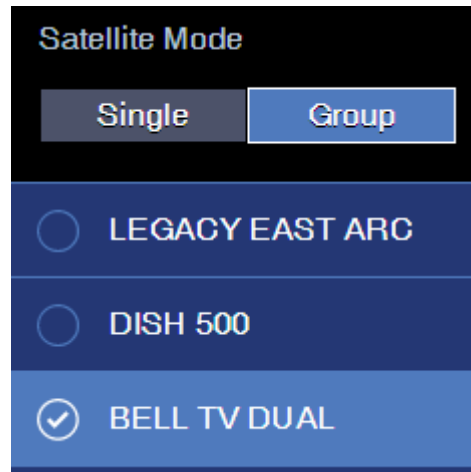 Satellite Mode
Single Group
LEGACY EAST ARC
DISH 500
BELL TV DUAL